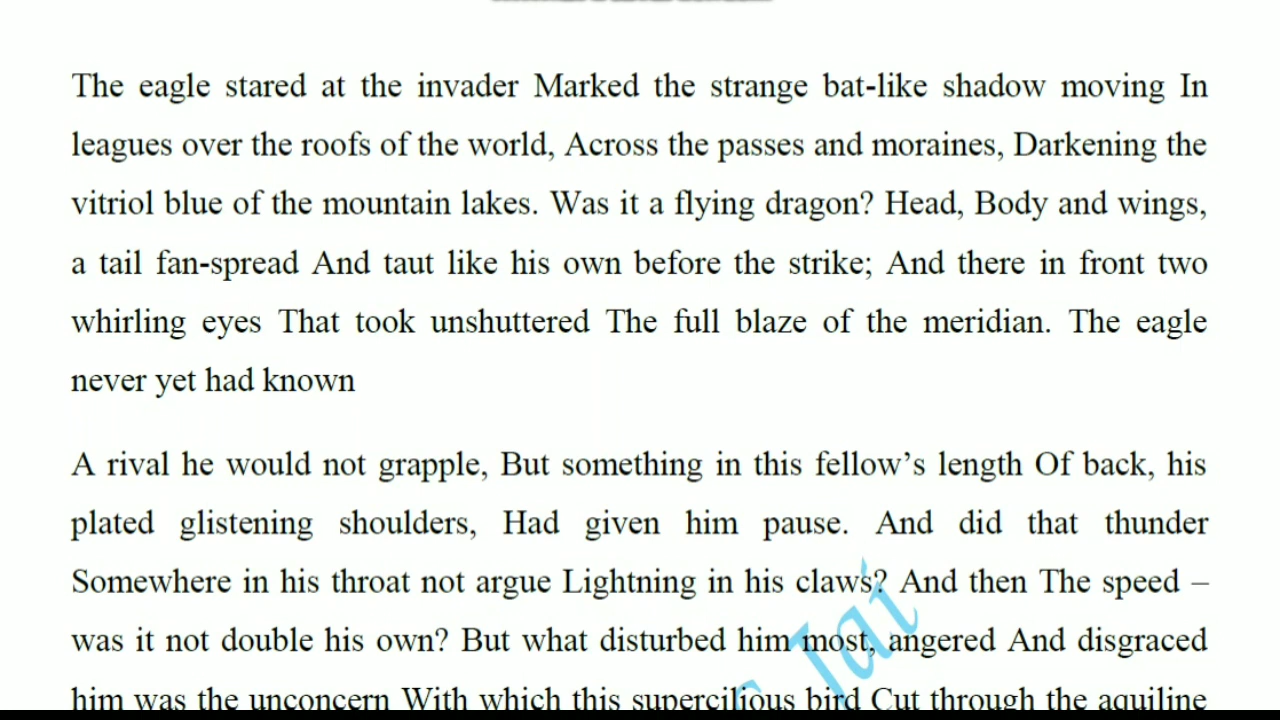 The eagle stared at the invader Marked the strange bat-like shadow moving In
leagues over the roofs of the world, Across the passes and moraines, Darkening the
vitriol blue of the mountain lakes. Was it a flying dragon? Head, Body and wings,
a tail fan-spread And taut like his own before the strike; And there in front two
whirling eyes That took unshuttered The full blaze of the meridian. The eagle
never yet had known
A rival he would not grapple, But something in this fellow’s length Of back, his
plated glistening shoulders, Had given him pause. And did that thunder
Somewhere in his throat not argue Lightning in his claws? And then The speed –
was it not double his own? But what disturbed him most, angered And disgraced
him was the unconcern With which this supercilious bird Cut through the aquiline
Jai